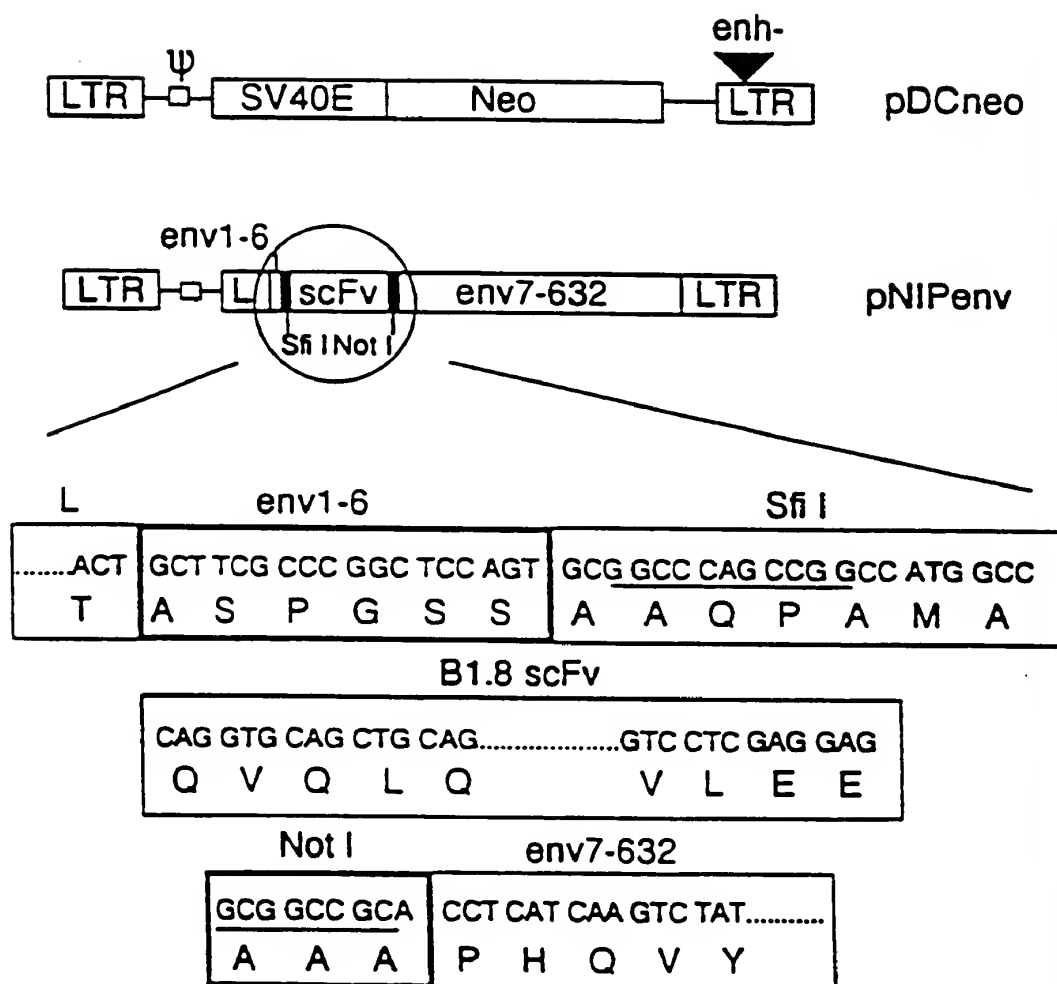 enh-
ψ
LTR SV40E Neo LTR pDCneo
env1-6
LTR L scFv env7-632 LTR pNIPenv
Sfi I Not I
L env1-6 Sfi I
........ACT GCT TCG CCC GGC TCC AGT GCG GCC CAG CCG GCC ATG GCC
T A S P G S S A A Q P A M A
B1.8 scFv
CAG GTG CAG CTG CAG....................GTC CTC GAG GAG
Q V Q L Q V L E E
Not I env7-632
GCG GCC GCA CCT CAT CAA GTC TAT...........
A A A P H Q V Y